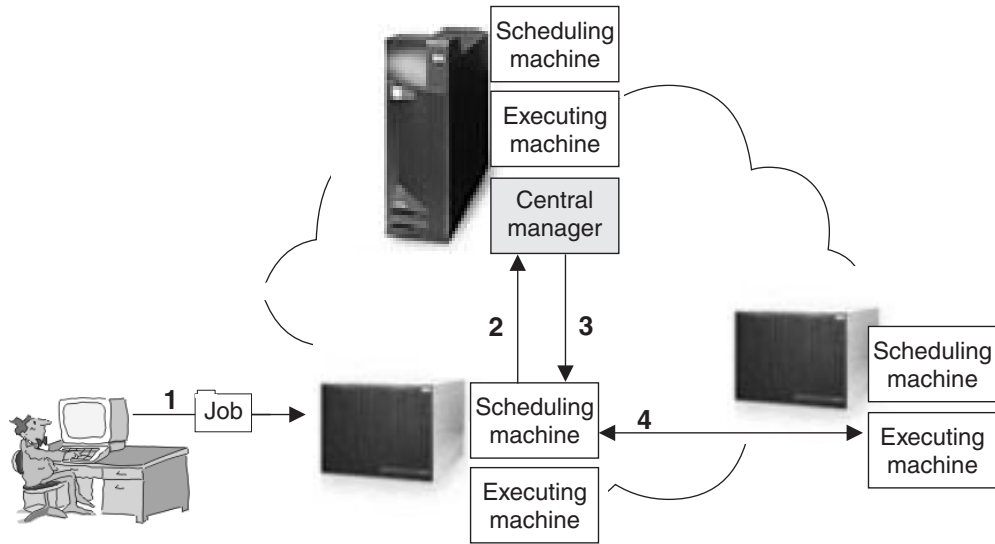 Scheduling
machine
Executing
machine
Central
manager
2
3
1
Job
Scheduling
machine
4
Executing
machine
Scheduling
machine
Executing
machine